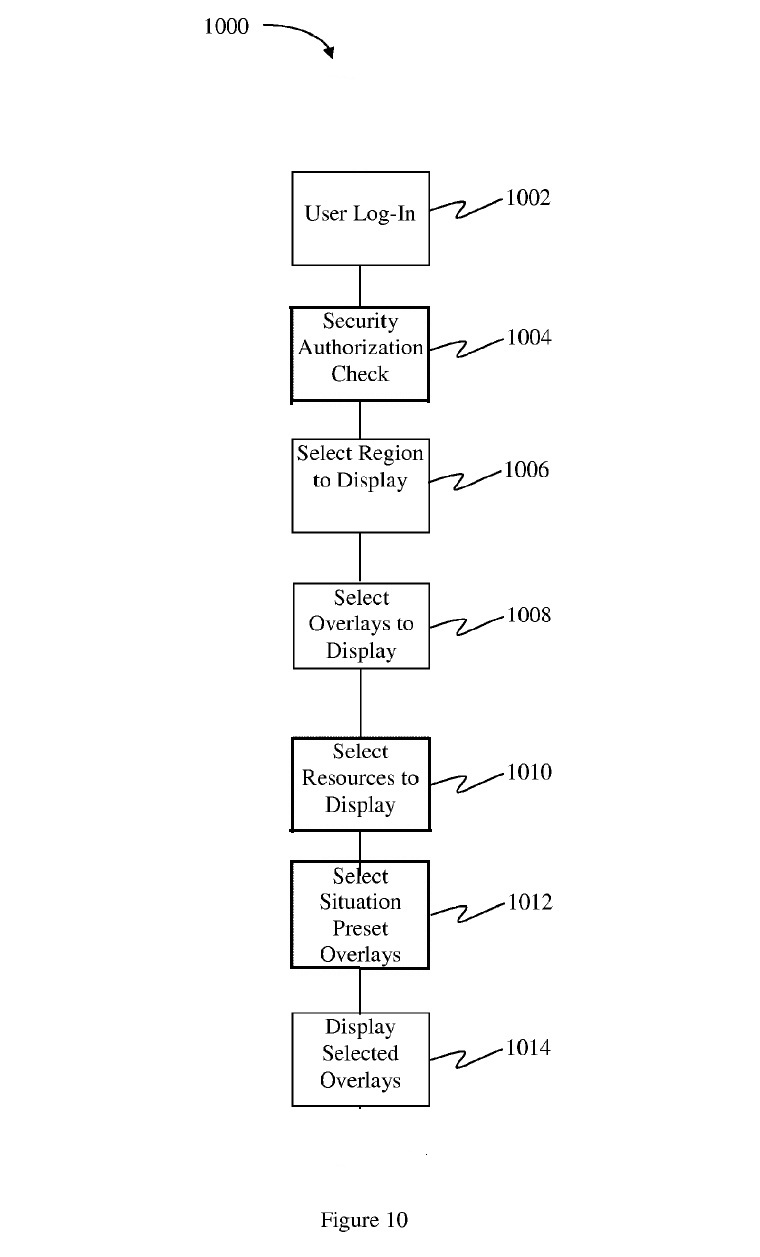 1000
User Log-In
1002
Security
Authorization
Check
1004
Select Region
to Display
1006
Select
Overlays to
Display
1008
Select
Resources to
Display
1010
Select
Situation
Preset
Overlays
1012
Display
Selected
Overlays
1014
Figure 10